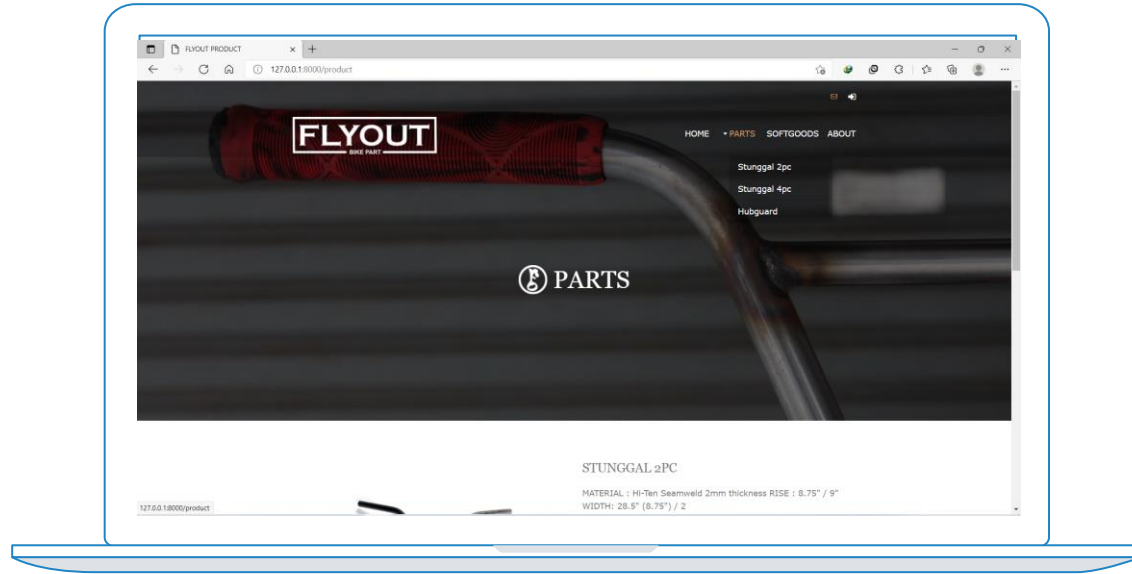 FLYOUT PRODUCT
127.0.0.1:8000/product
FLYOUT
BIKE PART
HOME PARTS SOFTGOODS ABOUT
Stunggal 2pc
Stunggal 4pc
Hubguard
PARTS
STUNGGAL 2PC
MATERIAL : Hi-Ten Seamweld 2mm thickness RISE : 8.75" / 9"
WIDTH: 28.5" (8.75") / 2
127.0.0.1:8000/product